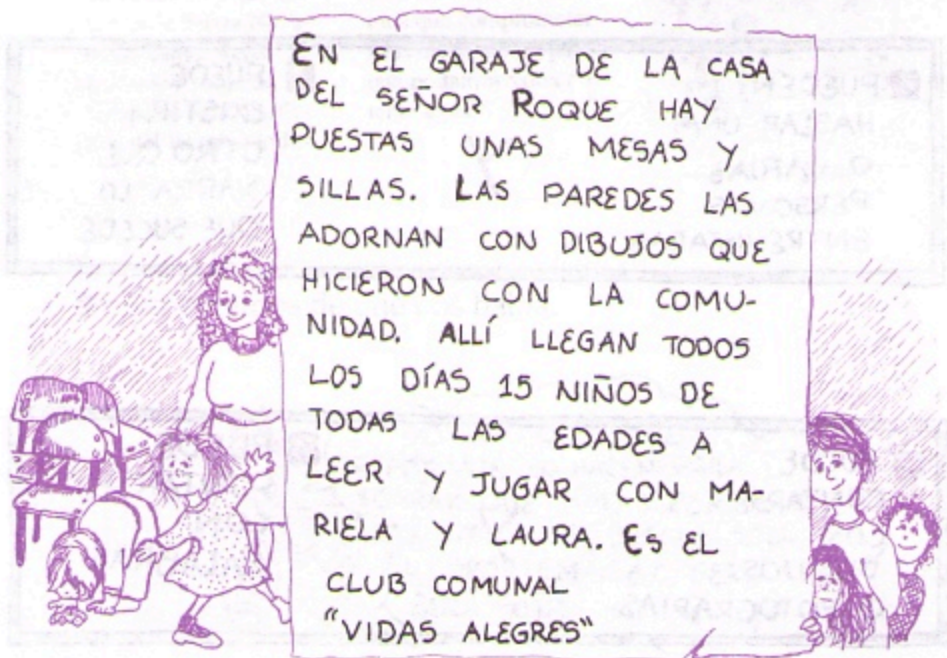 EN EL GARAJE DE LA CASA
DEL SEÑOR ROQUE HAY
PUESTAS UNAS MESAS Y
SILLAS. LAS PAREDES LAS
ADORNAN CON DIBUJOS QUE
HICIERON CON LA COMU-
NIDAD. ALLÍ LLEGAN TODOS
LOS DÍAS 15 NIÑOS DE
TODAS LAS EDADES A
LEER Y JUGAR CON MA-
RIELA Y LAURA. ES EL
CLUB COMUNAL
"VIDAS ALEGRES"